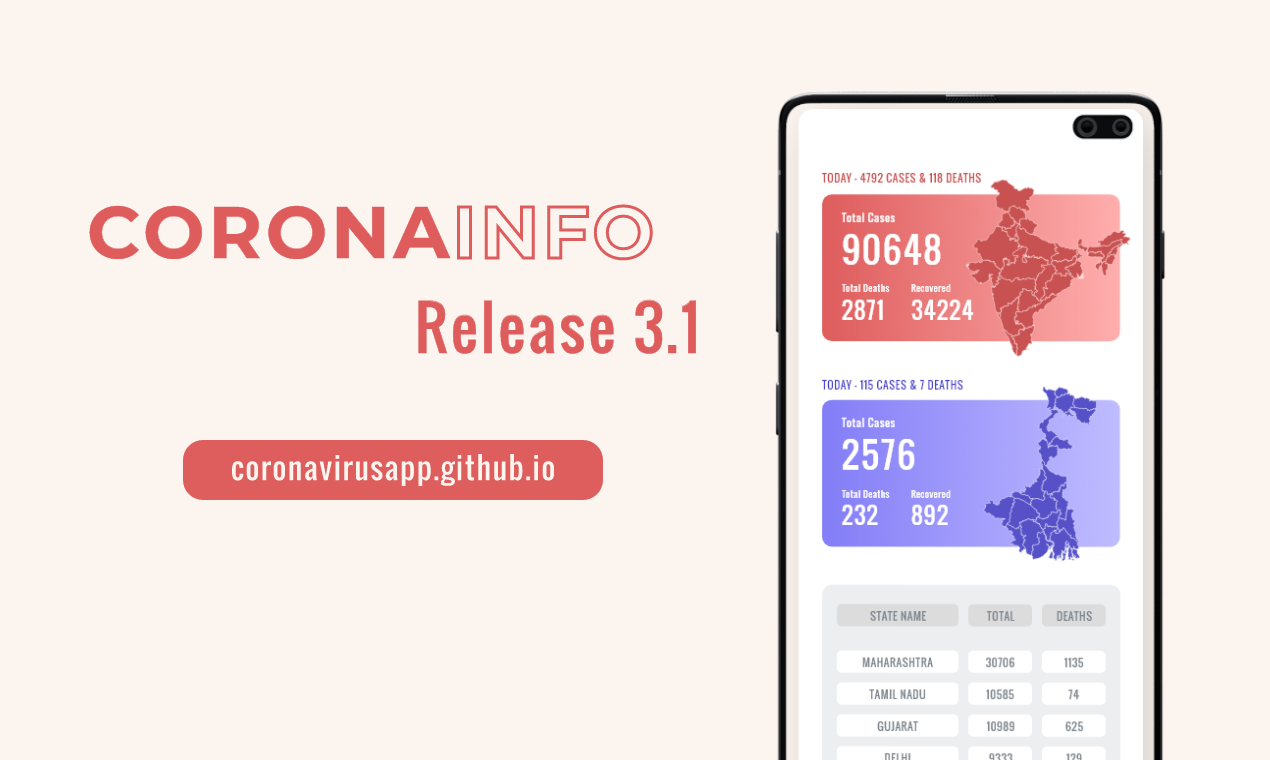 CORONAINFO
Release 3.1
coronavirusapp.github.io
TODAY - 4792 CASES & 118 DEATHS
Total Cases
90648
Total Deaths Recovered
2871 34224
TODAY - 115 CASES & 7 DEATHS
Total Cases
2576
Total Deaths Recovered
232 892
STATE NAME TOTAL DEATHS
MAHARASHTRA 30706 1135
TAMIL NADU 10585 74
GUJARAT 10989 625
DELHI 9333 129